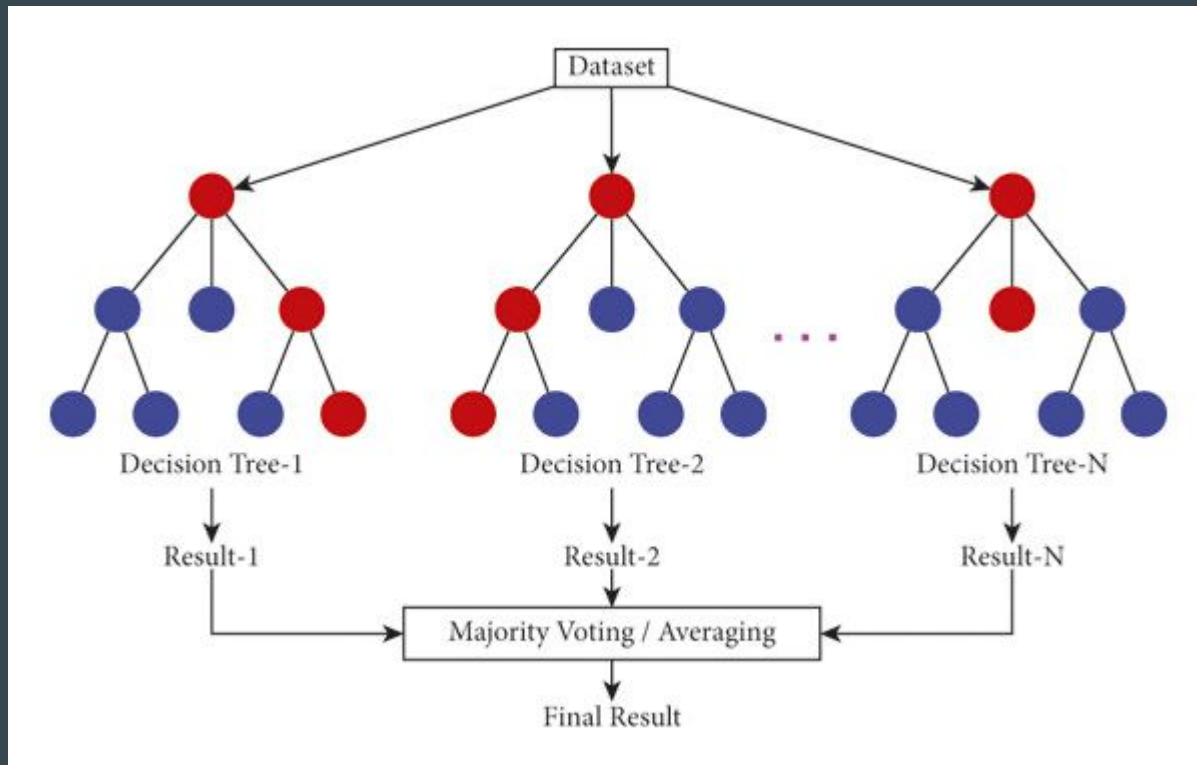 Dataset
Decision Tree-1
Decision Tree-2
Decision Tree-N
Result-1
Result-2
Result-N
Majority Voting / Averaging
Final Result